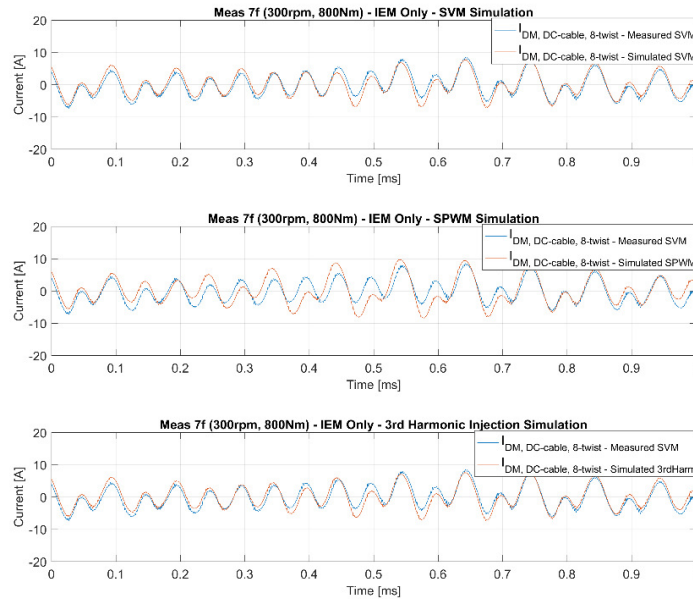 Meas 7f (300rpm, 800Nm) - IEM Only - SVM Simulation
I DM, DC-cable, 8-twist - Measured SVM
I DM, DC-cable, 8-twist - Simulated SVM
Current [A]
20
10
0
-10
-20
0 0.1 0.2 0.3 0.4 0.5 0.6 0.7 0.8 0.9
Time [ms]
Meas 7f (300rpm, 800Nm) - IEM Only - SPWM Simulation
I DM, DC-cable, 8-twist - Measured SVM
I DM, DC-cable, 8-twist - Simulated SPWM
Current [A]
20
10
0
-10
-20
0 0.1 0.2 0.3 0.4 0.5 0.6 0.7 0.8 0.9
Time [ms]
Meas 7f (300rpm, 800Nm) - IEM Only - 3rd Harmonic Injection Simulation
I DM, DC-cable, 8-twist - Measured SVM
I DM, DC-cable, 8-twist - Simulated 3rdHarm
Current [A]
20
10
0
-10
-20
0 0.1 0.2 0.3 0.4 0.5 0.6 0.7 0.8 0.9
Time [ms]